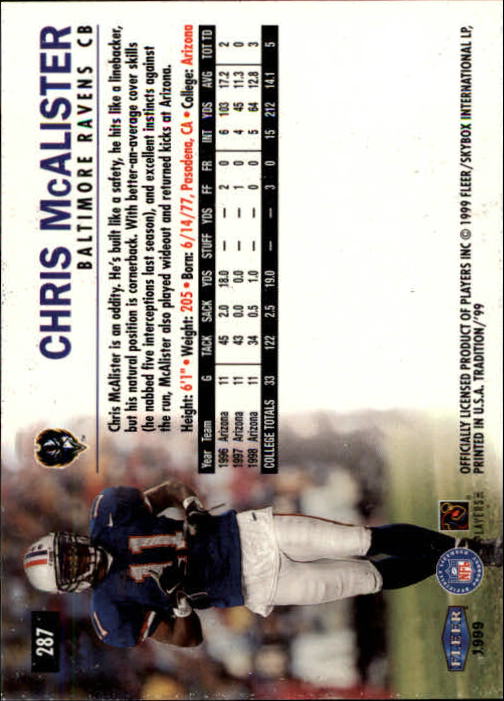 287
CHRIS McALISTER
BALTIMORE RAVENS CB
Chris McAlister is an oddity. He's built like a safety, he hits like a linebacker,
but his natural position is cornerback. With better-than-an-average cover skills
(he nabbed five interceptions last season), and excellent instincts against
the run, McAlister also played wideout and returned kicks at Arizona.
Height: 6'1" • Weight: 205 • Born: 6/14/77, Pasadena, CA • College: Arizona
Year Team G TACK SACK YDS STUFF YDS FF FR INT YDS AVG TOT TD
1996 Arizona 11 45 2.0 18.0 — — 2 0 6 103 17.2 2
1997 Arizona 11 43 0.0 0.0 — — 1 0 4 45 11.3 0
1998 Arizona 11 34 0.5 1.0 — — 0 0 5 64 12.8 3
COLLEGE TOTALS 33 122 2.5 19.0 — — 3 0 15 212 14.1 5
11
FLEER
1999
NFL
PLAYERS
OFFICIALLY LICENSED PRODUCT OF PLAYERS INC © 1999 FLEER/SKYBOX INTERNATIONAL LP,
PRINTED IN U.S.A. TRADITION/'99